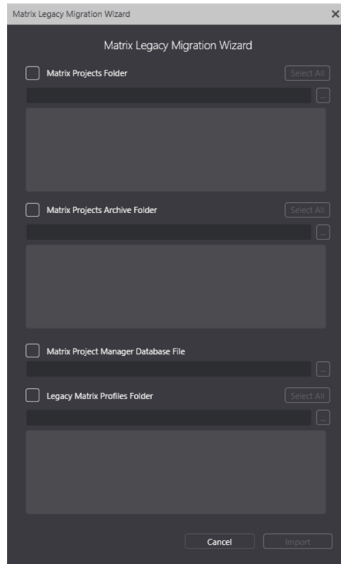 Matrix Legacy Migration Wizard
Matrix Legacy Migration Wizard
Matrix Projects Folder Select All
...
Matrix Projects Archive Folder Select All
...
Matrix Project Manager Database File
...
Legacy Matrix Profiles Folder Select All
...
Cancel Import